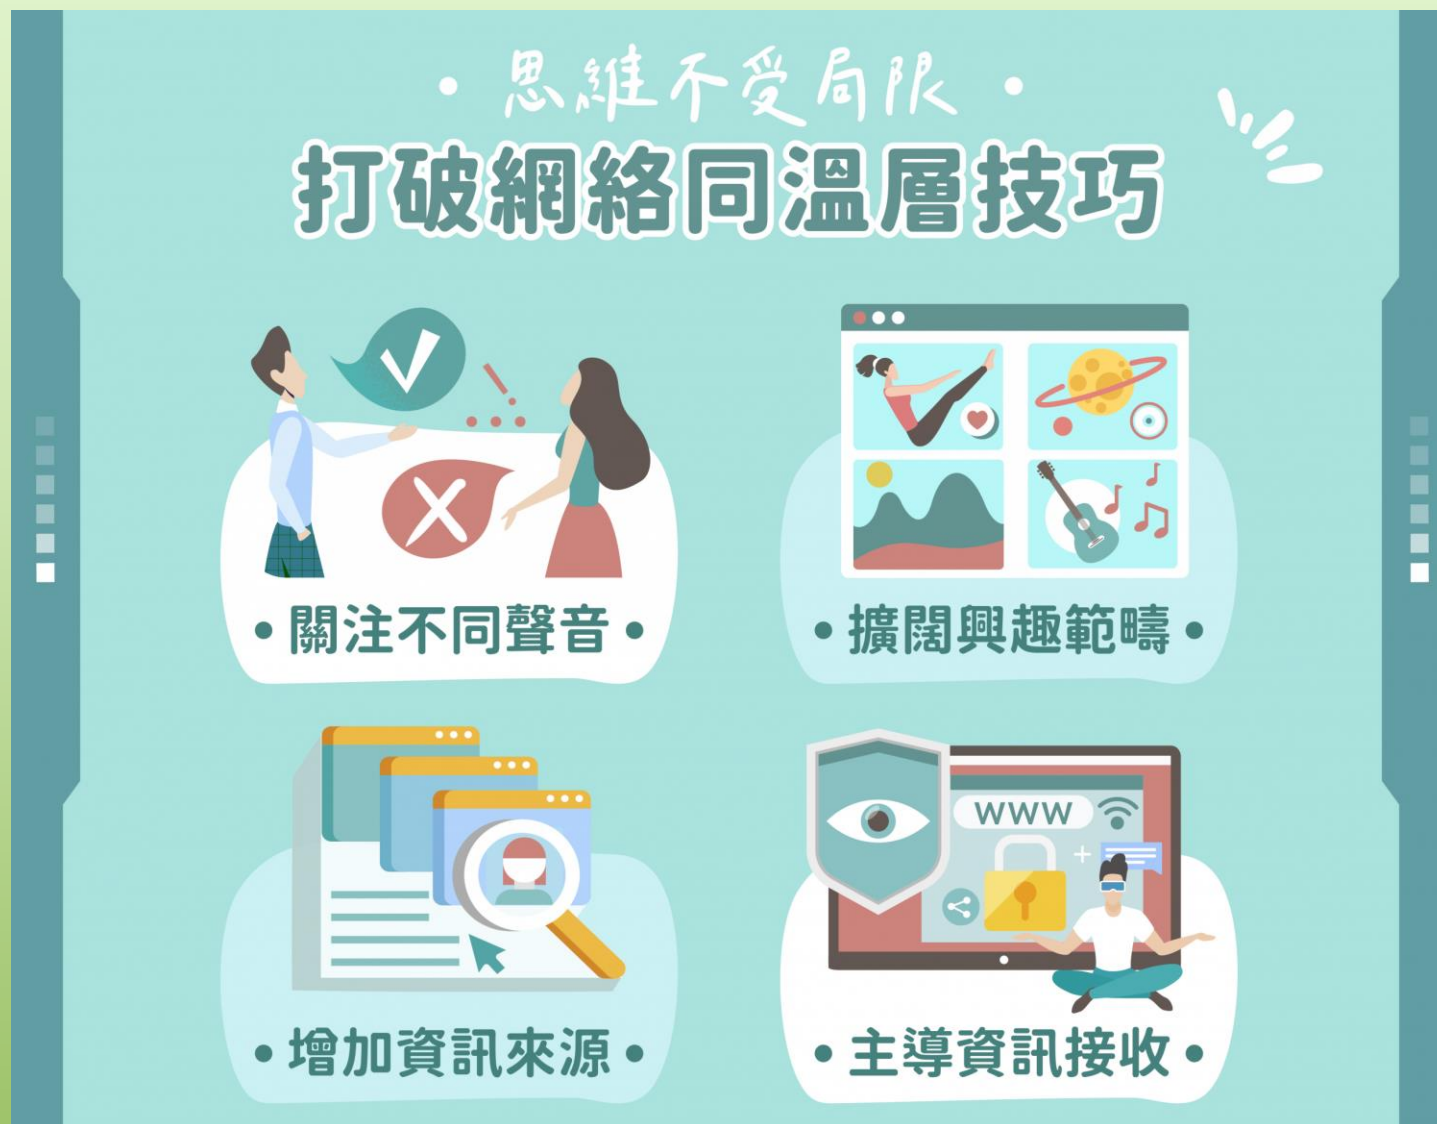 •思維不受局限•
打破網絡同溫層技巧
•關注不同聲音•
•擴闊興趣範疇•
WWW
•增加資訊來源•
•主導資訊接收•